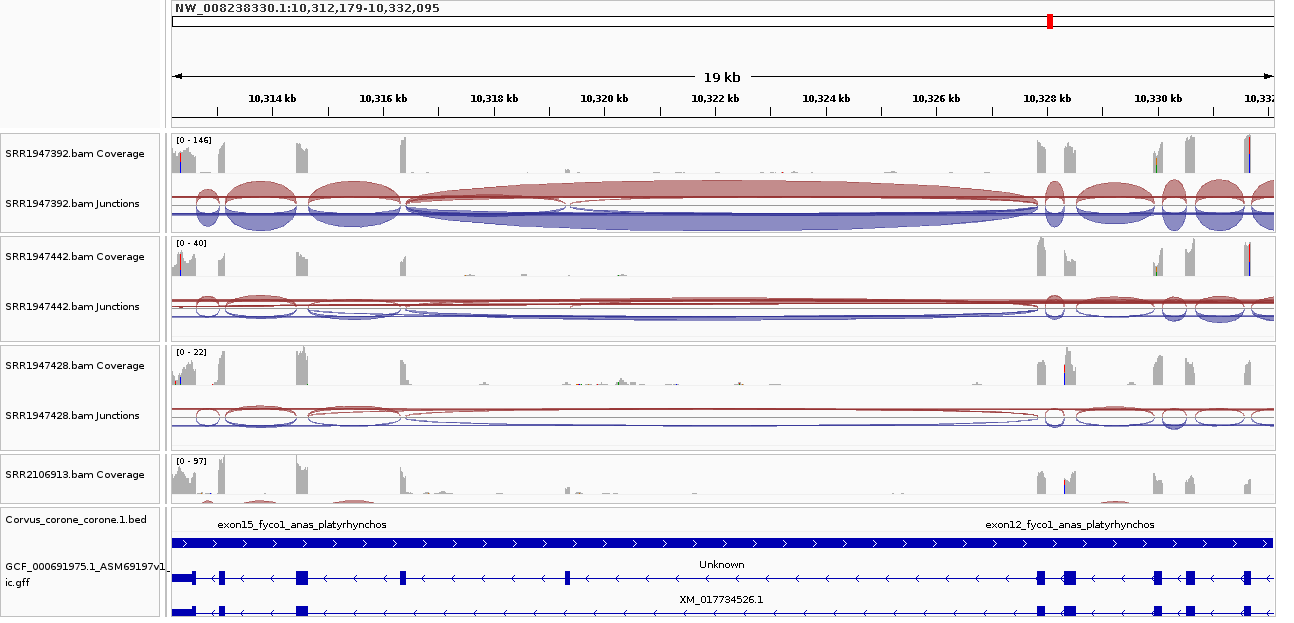 NW_008238330.1:10,312,179-10,332,095
19 kb
10,314 kb 10,316 kb 10,318 kb 10,320 kb 10,322 kb 10,324 kb 10,326 kb 10,328 kb 10,330 kb 10,332
[0 - 146]
SRR1947392.bam Coverage
SRR1947392.bam Junctions
[0 - 40]
SRR1947442.bam Coverage
SRR1947442.bam Junctions
[0 - 22]
SRR1947428.bam Coverage
SRR1947428.bam Junctions
[0 - 97]
SRR2106913.bam Coverage
Corvus_corone_corone.1.bed
exon15_fyco1_anas_platyrhynchos exon12_fyco1_anas_platyrhynchos
GCF_000691975.1_ASM69197v1_
ic.gff
Unknown
XM_017734526.1